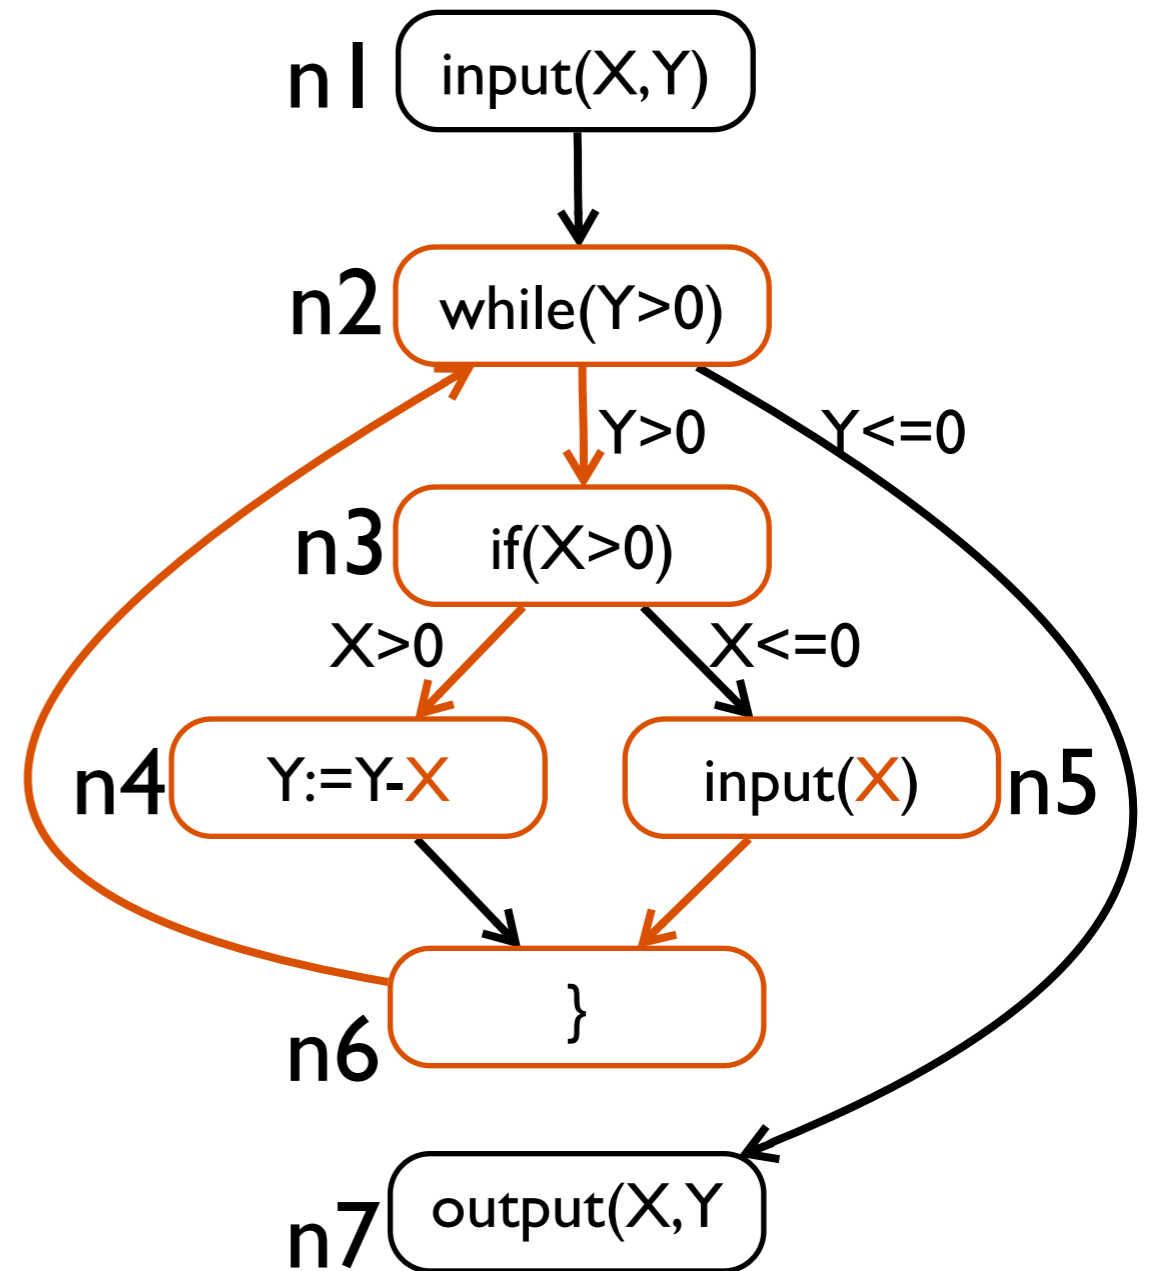 n1 input(X,Y)
n2 while(Y>0)
Y>0 Y<=0
n3 if(X>0)
X>0 X<=0
n4 Y:=Y-X input(X) n5
}
n6
n7 output(X,Y